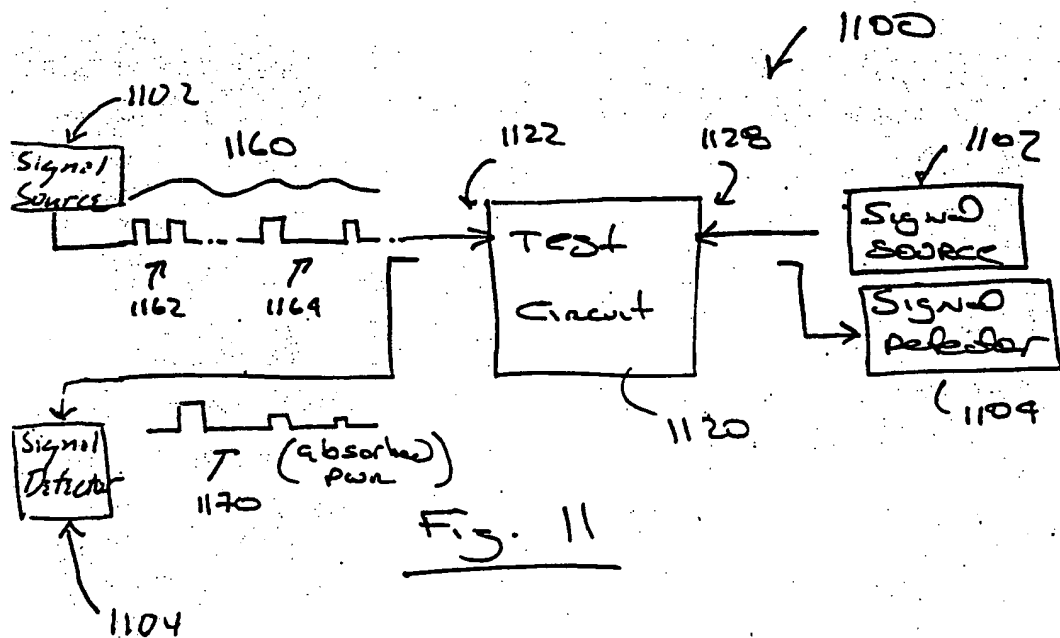 1100
1102
Signal
Source
1160
1122
1128
1102
Signal
Source
Test
Circuit
1162
1164
Signal
Detector
1104
1120
Signal
Detector
1170
(absorbed
pwr)
Fig. 11
1104